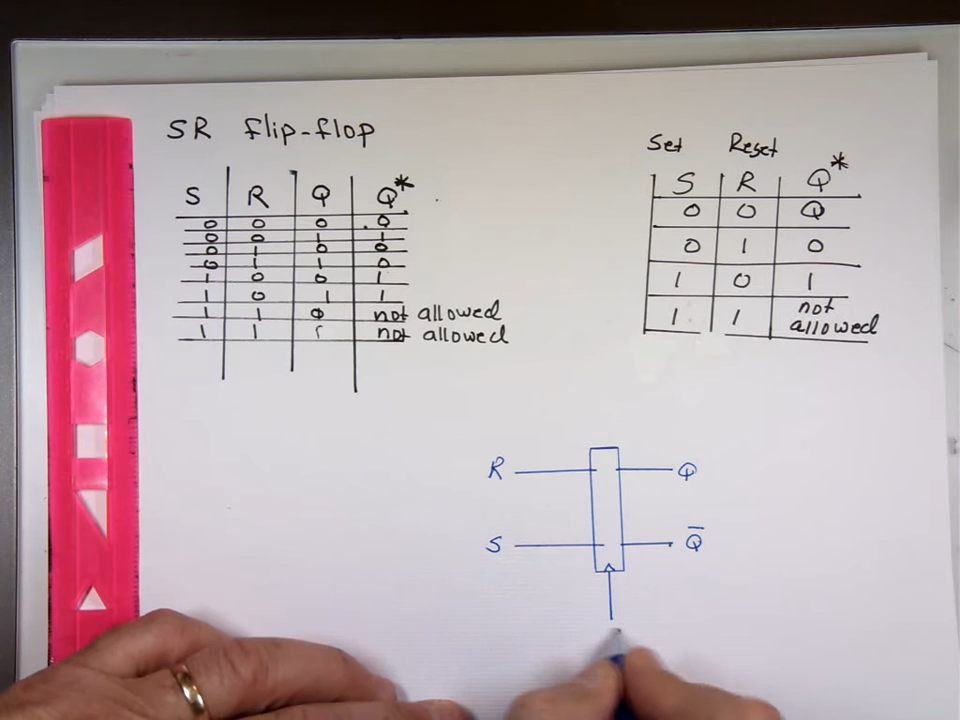 SR flip-flop
S R Q Q*
0 0 0 0
0 0 1 1
0 1 0 0
0 1 1 0
1 0 0 1
1 0 1 1
1 1 0 not allowed
1 1 1 not allowed
Set Reset
S R Q*
0 0 Q
0 1 0
1 0 1
1 1 not allowed
R Q
S Q̅